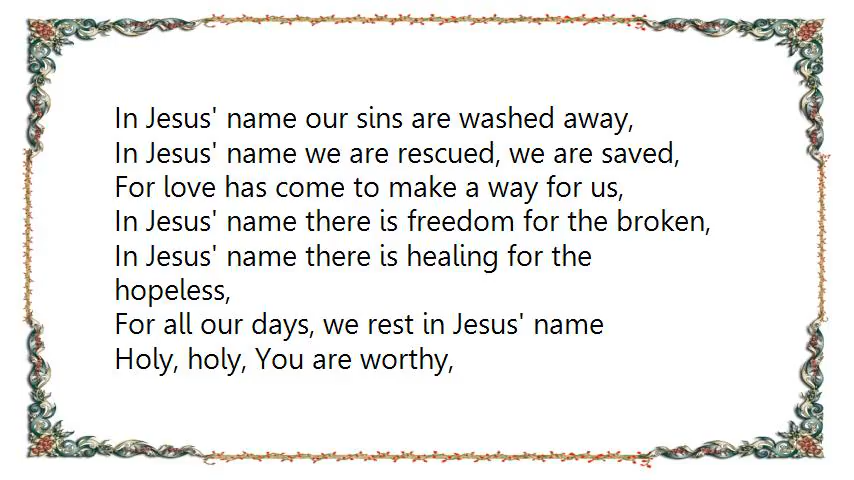 In Jesus' name our sins are washed away,
In Jesus' name we are rescued, we are saved,
For love has come to make a way for us,
In Jesus' name there is freedom for the broken,
In Jesus' name there is healing for the
hopeless,
For all our days, we rest in Jesus' name
Holy, holy, You are worthy,